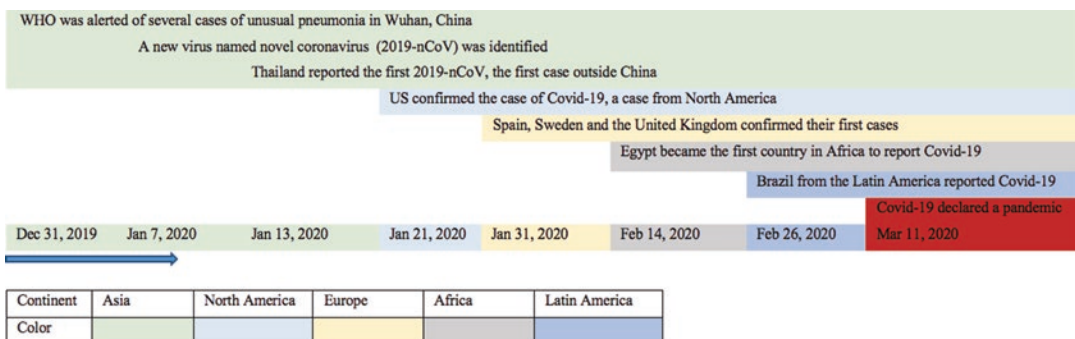 WHO was alerted of several cases of unusual pneumonia in Wuhan, China
A new virus named novel coronavirus (2019-nCoV) was identified
Thailand reported the first 2019-nCoV, the first case outside China
US confirmed the case of Covid-19, a case from North America
Spain, Sweden and the United Kingdom confirmed their first cases
Egypt became the first country in Africa to report Covid-19
Brazil from the Latin America reported Covid-19
Covid-19 declared a pandemic
Dec 31, 2019 Jan 7, 2020 Jan 13, 2020 Jan 21, 2020 Jan 31, 2020 Feb 14, 2020 Feb 26, 2020 Mar 11, 2020
Continent Asia North America Europe Africa Latin America
Color